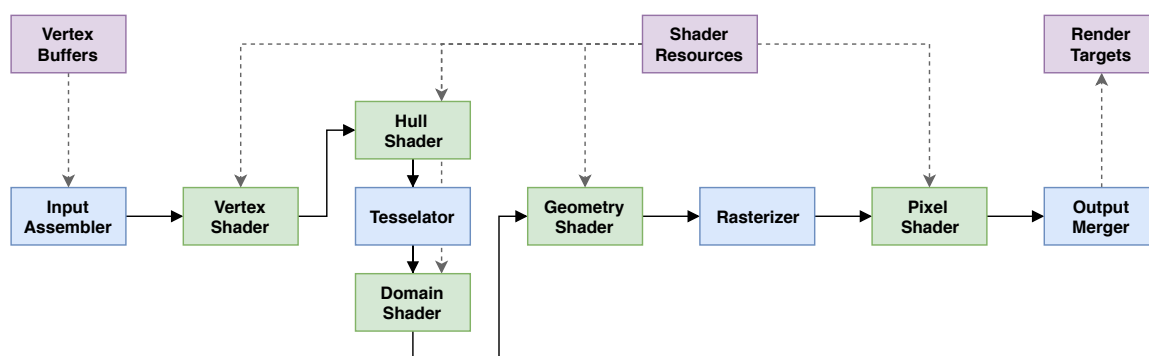 Vertex
Buffers
Shader
Resources
Render
Targets
Hull
Shader
Input
Assembler
Vertex
Shader
Tesselator
Geometry
Shader
Rasterizer
Pixel
Shader
Output
Merger
Domain
Shader